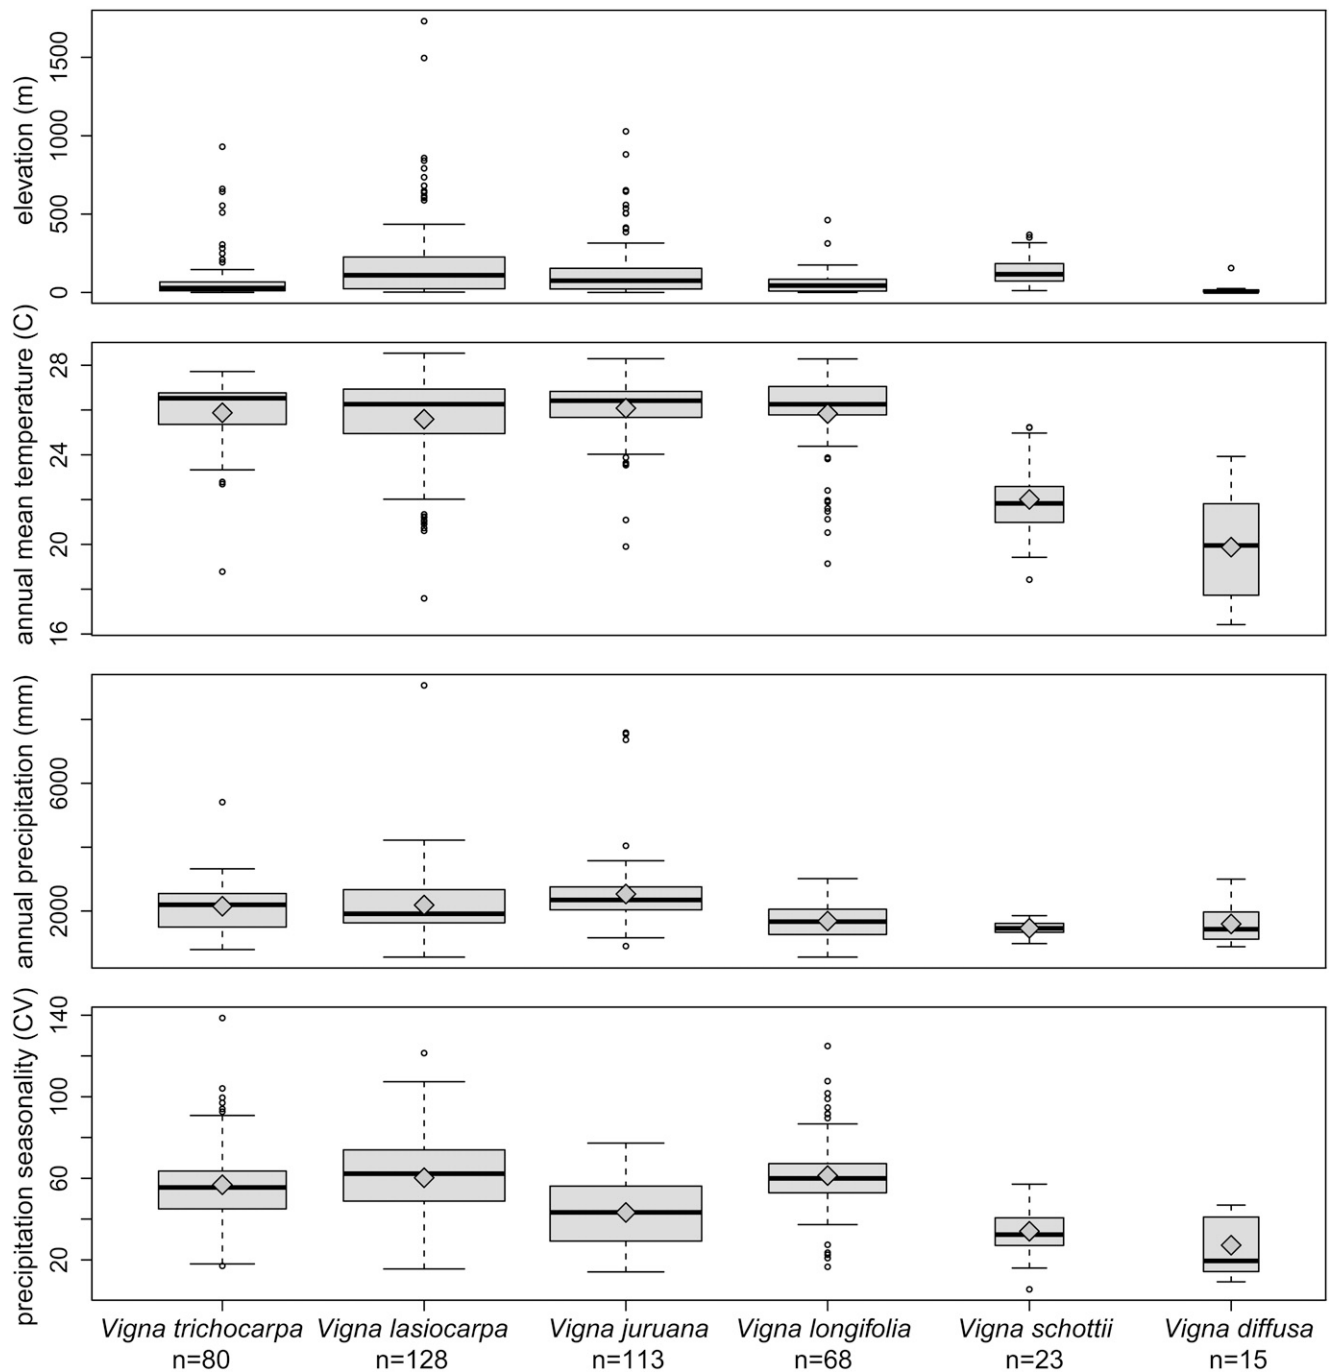 elevation (m)
1500
1000
500
0
annual mean temperature (C)
28
24
20
16
annual precipitation (mm)
6000
2000
precipitation seasonality (CV)
140
100
60
20
Vigna trichocarpa Vigna lasiocarpa Vigna juruana Vigna longifolia Vigna schottii Vigna diffusa
n=80 n=128 n=113 n=68 n=23 n=15